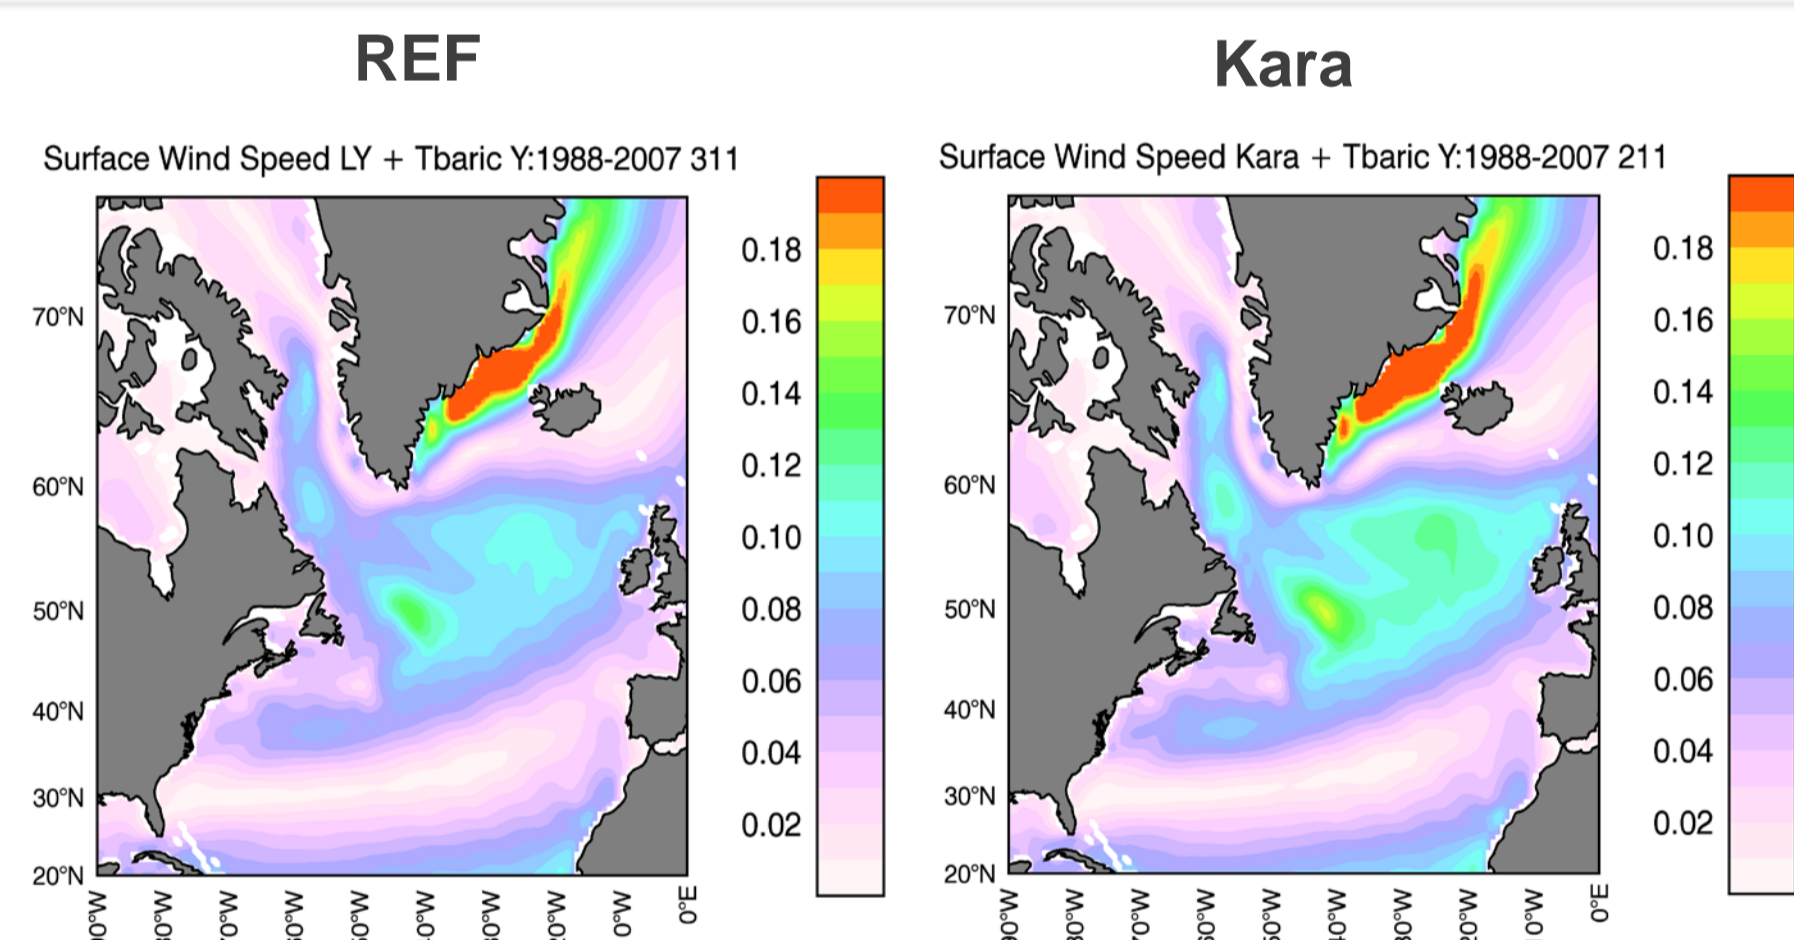 REF
Kara
Surface Wind Speed LY + Tbaric Y:1988-2007 311
Surface Wind Speed Kara + Tbaric Y:1988-2007 211
70°N
60°N
50°N
40°N
30°N
20°N
0°E
0.18
0.16
0.14
0.12
0.10
0.08
0.06
0.04
0.02
70°N
60°N
50°N
40°N
30°N
20°N
0°E
0.18
0.16
0.14
0.12
0.10
0.08
0.06
0.04
0.02